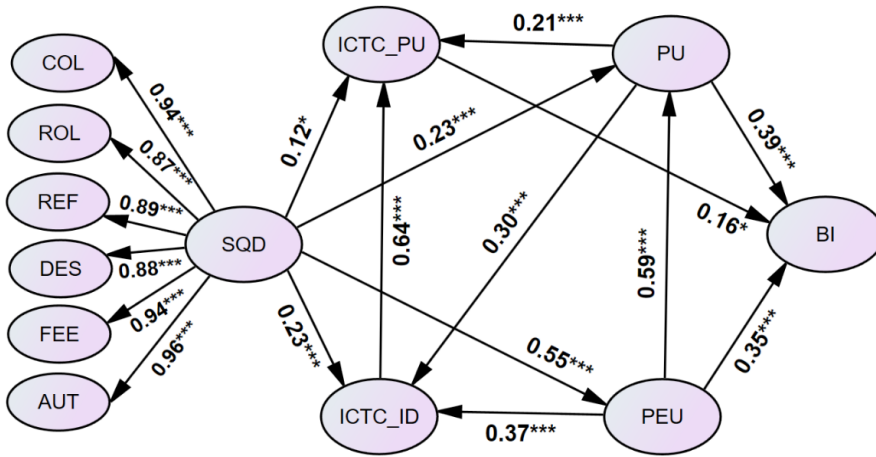 COL
ROL
REF
DES
FEE
AUT
0.94***
0.87***
0.89***
0.88***
0.94***
0.96***
SQD
ICTC_PU
0.21***
PU
0.12*
0.23***
0.39***
0.64***
0.30***
0.59***
0.16*
BI
0.23***
0.55***
0.35***
ICTC_ID
0.37***
PEU